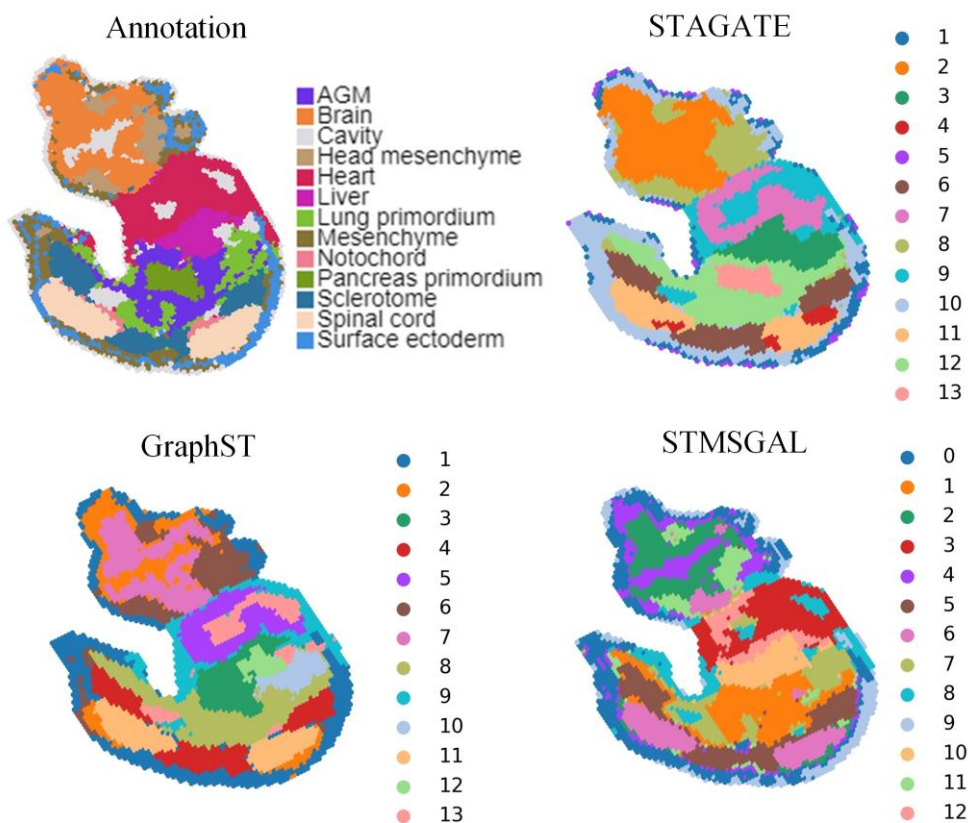 Annotation
AGM
Brain
Cavity
Head mesenchyme
Heart
Liver
Lung primordium
Mesenchyme
Notochord
Pancreas primordium
Sclerotome
Spinal cord
Surface ectoderm
STAGATE
1
2
3
4
5
6
7
8
9
10
11
12
13
GraphST
1
2
3
4
5
6
7
8
9
10
11
12
13
STMSGAL
0
1
2
3
4
5
6
7
8
9
10
11
12